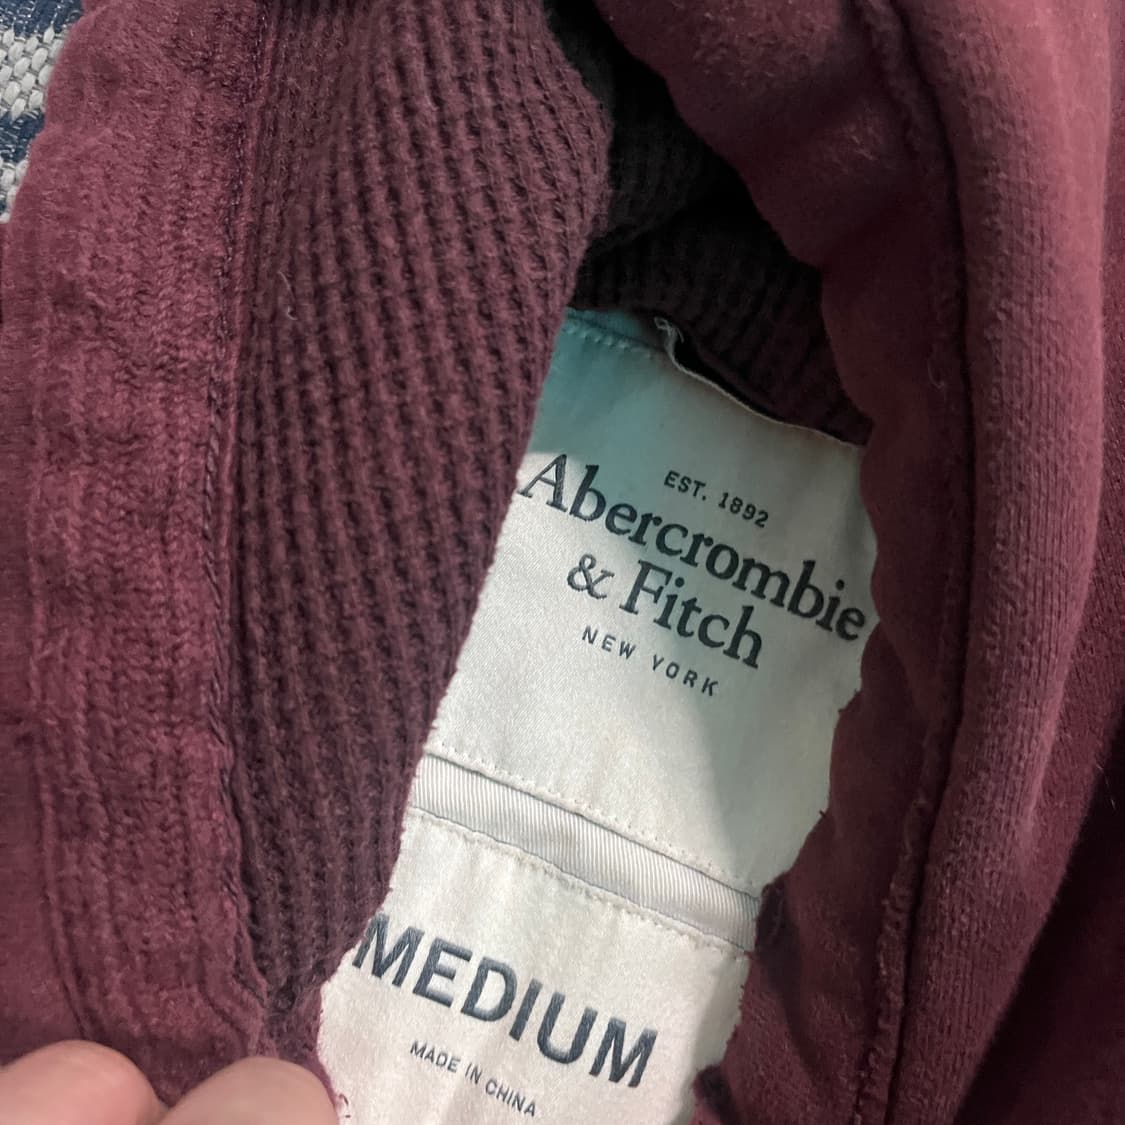 EST. 1892
Abercrombie
& Fitch
NEW YORK
MEDIUM
MADE IN CHINA